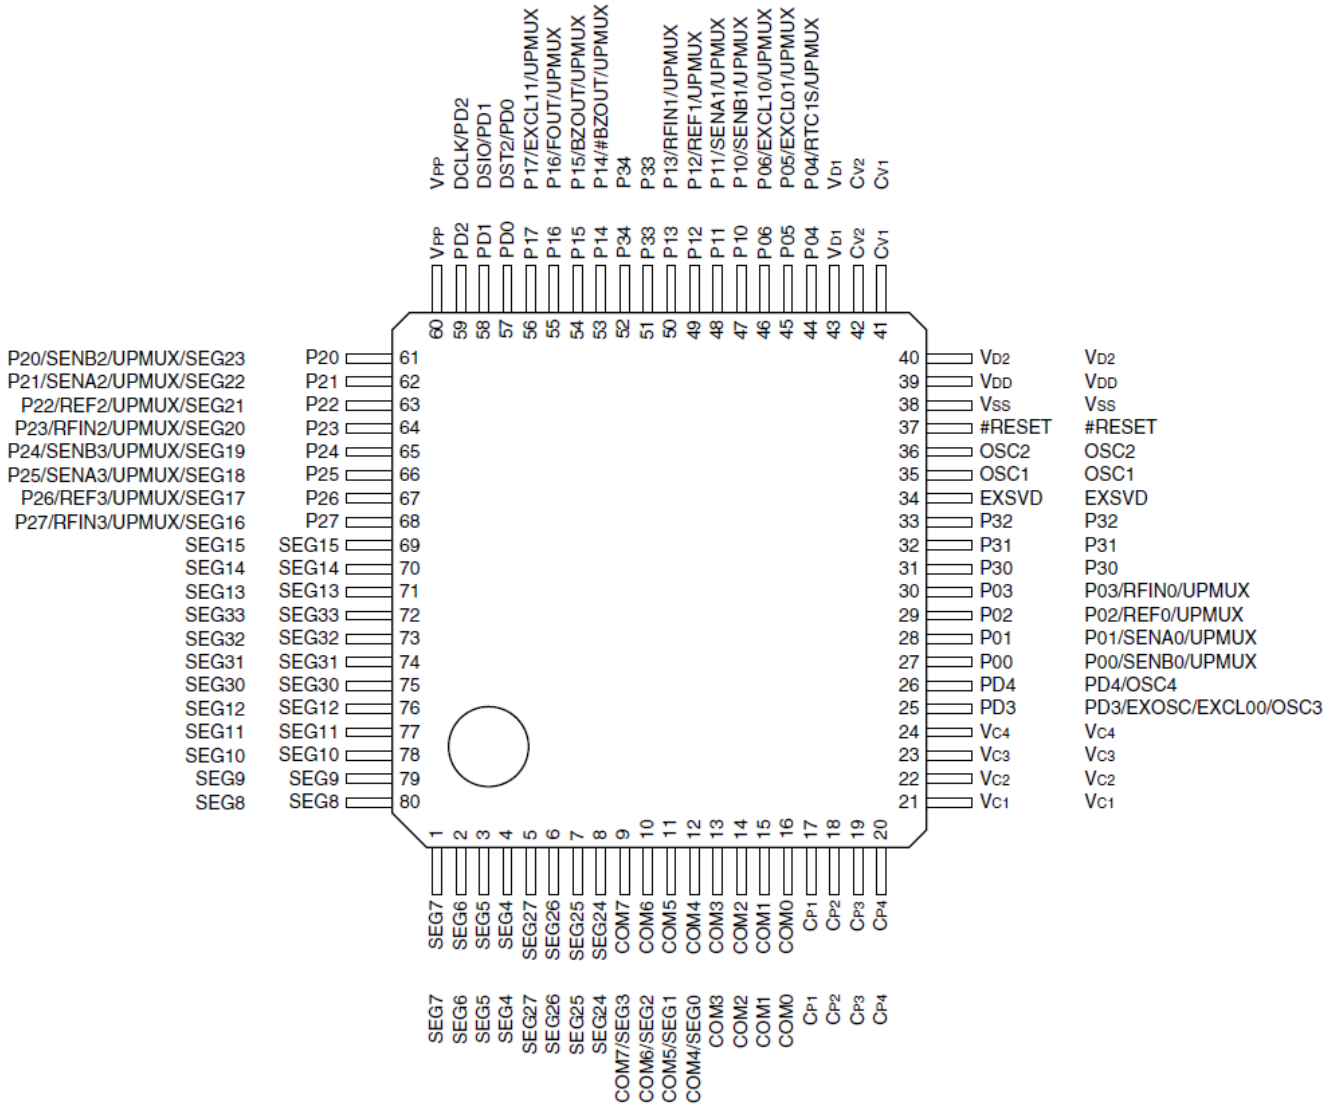 VPP
DCLK/PD2
DSIO/PD1
DST2/PD0
P17/EXCL11/UPMUX
P16/FOUT/UPMUX
P15/BZOUT/UPMUX
P14/#BZOUT/UPMUX
P34
P33
P13/RFIN1/UPMUX
P12/REF1/UPMUX
P11/SENA1/UPMUX
P10/SENB1/UPMUX
P06/EXCL10/UPMUX
P05/EXCL01/UPMUX
P04/RTC1S/UPMUX
VD1
CV2
CV1
VPP
PD2
PD1
PD0
P17
P16
P15
P14
P34
P33
P13
P12
P11
P10
P06
P05
P04
VD1
CV2
CV1
60
59
58
57
56
55
54
53
52
51
50
49
48
47
46
45
44
43
42
41
P20/SENB2/UPMUX/SEG23 P20 61
P21/SENA2/UPMUX/SEG22 P21 62
P22/REF2/UPMUX/SEG21 P22 63
P23/RFIN2/UPMUX/SEG20 P23 64
P24/SENB3/UPMUX/SEG19 P24 65
P25/SENA3/UPMUX/SEG18 P25 66
P26/REF3/UPMUX/SEG17 P26 67
P27/RFIN3/UPMUX/SEG16 P27 68
SEG15 SEG15 69
SEG14 SEG14 70
SEG13 SEG13 71
SEG33 SEG33 72
SEG32 SEG32 73
SEG31 SEG31 74
SEG30 SEG30 75
SEG12 SEG12 76
SEG11 SEG11 77
SEG10 SEG10 78
SEG9 SEG9 79
SEG8 SEG8 80
40 VD2 VD2
39 VDD VDD
38 VSS VSS
37 #RESET #RESET
36 OSC2 OSC2
35 OSC1 OSC1
34 EXSVD EXSVD
33 P32 P32
32 P31 P31
31 P30 P30
30 P03 P03/RFIN0/UPMUX
29 P02 P02/REF0/UPMUX
28 P01 P01/SENA0/UPMUX
27 P00 P00/SENB0/UPMUX
26 PD4 PD4/OSC4
25 PD3 PD3/EXOSC/EXCL00/OSC3
24 VC4 VC4
23 VC3 VC3
22 VC2 VC2
21 VC1 VC1
1
2
3
4
5
6
7
8
9
10
11
12
13
14
15
16
17
18
19
20
SEG7
SEG6
SEG5
SEG4
SEG27
SEG26
SEG25
SEG24
COM7
COM6
COM5
COM4
COM3
COM2
COM1
COM0
CP1
CP2
CP3
CP4
SEG7
SEG6
SEG5
SEG4
SEG27
SEG26
SEG25
SEG24
COM7/SEG3
COM6/SEG2
COM5/SEG1
COM4/SEG0
COM3
COM2
COM1
COM0
CP1
CP2
CP3
CP4